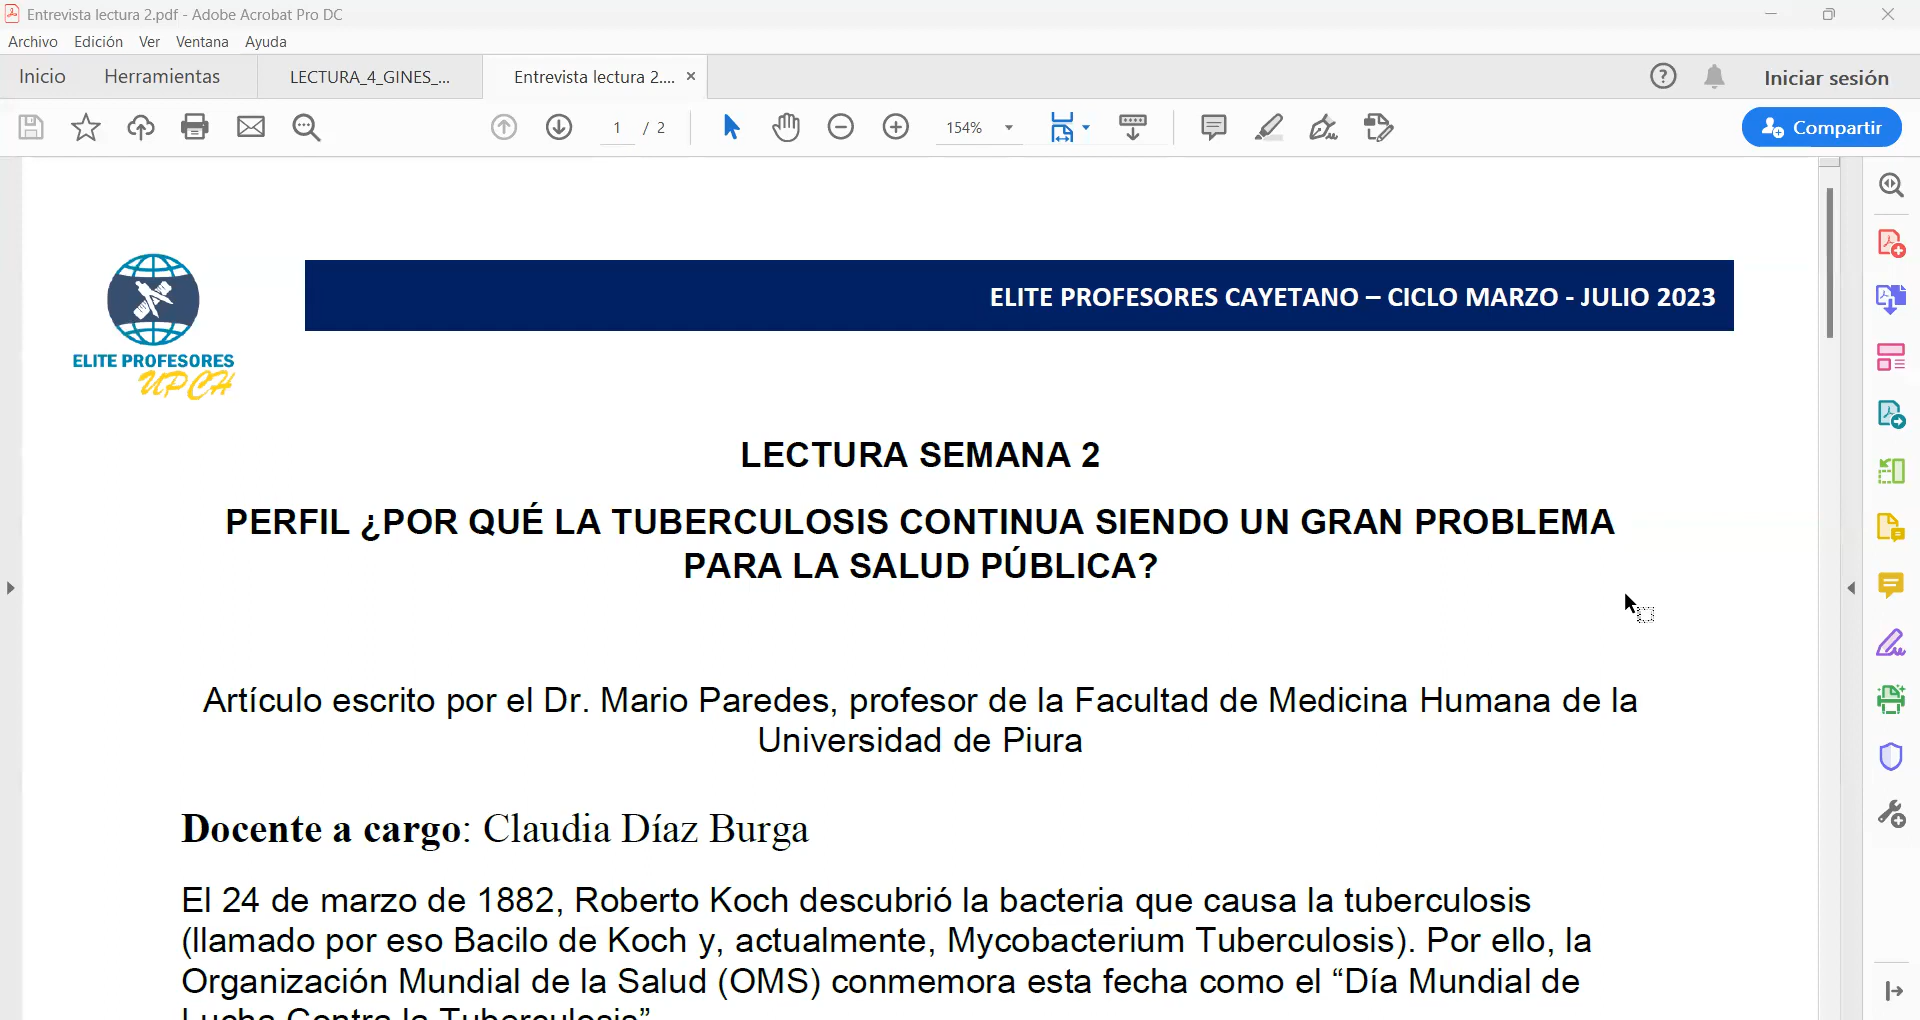 Entrevista lectura 2.pdf - Adobe Acrobat Pro DC
Archivo Edición Ver Ventana Ayuda
Inicio Herramientas LECTURA_4_GINES_... Entrevista lectura 2.... × Iniciar sesión
1 / 2 154% Compartir
ELITE PROFESORES CAYETANO – CICLO MARZO - JULIO 2023
ELITE PROFESORES
UPCH
LECTURA SEMANA 2
PERFIL ¿POR QUÉ LA TUBERCULOSIS CONTINUA SIENDO UN GRAN PROBLEMA
PARA LA SALUD PÚBLICA?
Artículo escrito por el Dr. Mario Paredes, profesor de la Facultad de Medicina Humana de la
Universidad de Piura
Docente a cargo: Claudia Díaz Burga
El 24 de marzo de 1882, Roberto Koch descubrió la bacteria que causa la tuberculosis
(llamado por eso Bacilo de Koch y, actualmente, Mycobacterium Tuberculosis). Por ello, la
Organización Mundial de la Salud (OMS) conmemora esta fecha como el “Día Mundial de
Lucha Contra la Tuberculosis”